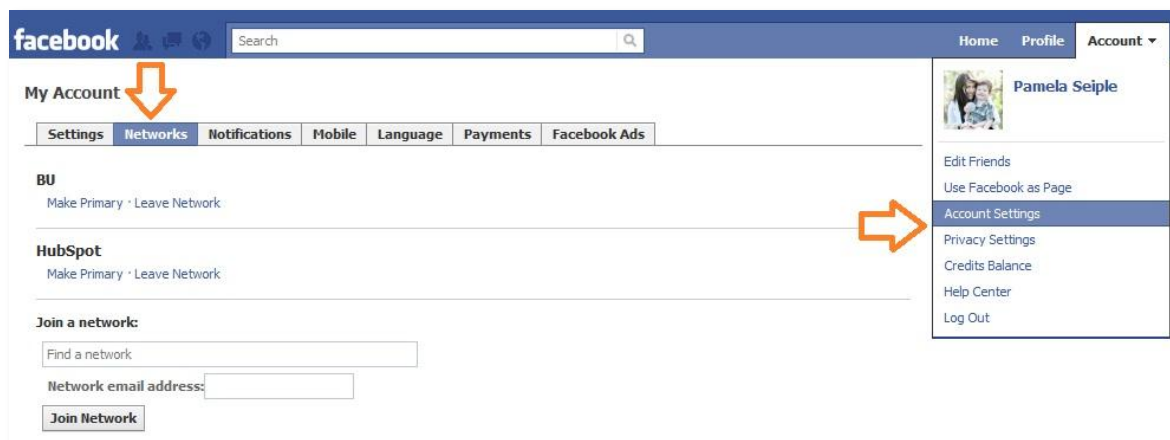 facebook
Search
Home Profile Account
My Account
Settings Networks Notifications Mobile Language Payments Facebook Ads
BU
Make Primary · Leave Network
HubSpot
Make Primary · Leave Network
Join a network:
Find a network
Network email address:
Join Network
Pamela Seiple
Edit Friends
Use Facebook as Page
Account Settings
Privacy Settings
Credits Balance
Help Center
Log Out